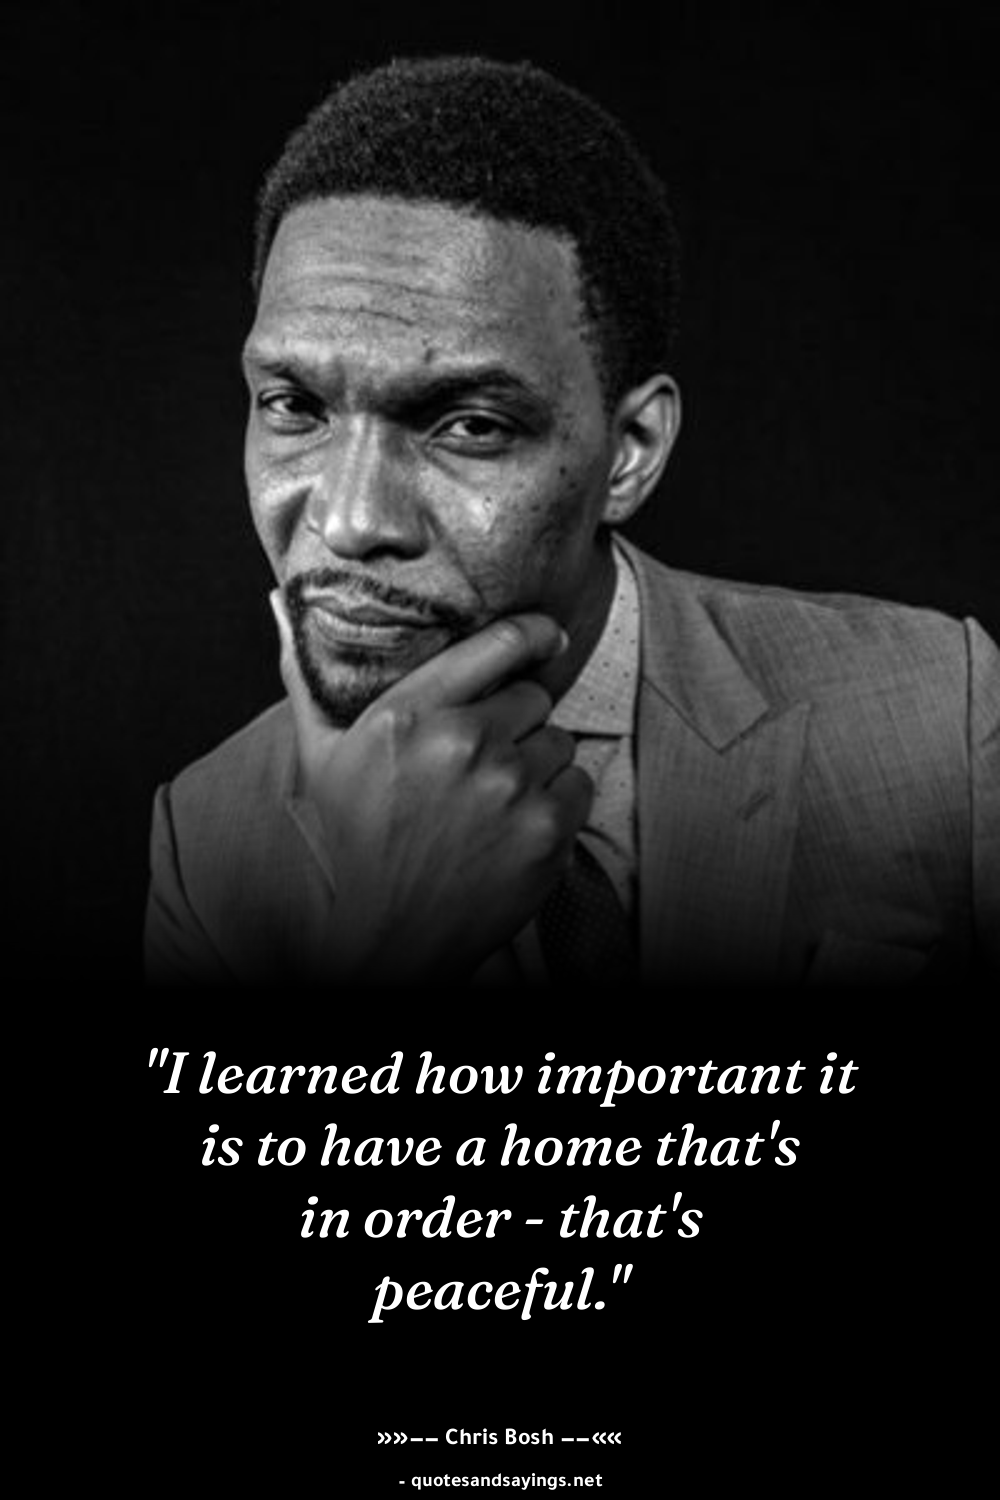 "I learned how important it
is to have a home that's
in order - that's
peaceful."
»»−− Chris Bosh −−««
- quotesandsayings.net